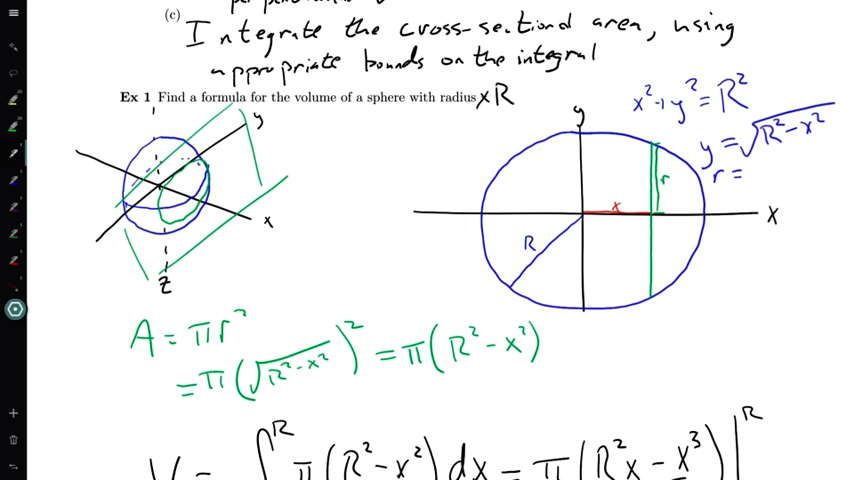 (c)
Integrate the cross-sectional area, using
appropriate bounds on the integral
Ex 1 Find a formula for the volume of a sphere with radius R
y
x
z
y
x² + y² = R²
y = √(R² - x²)
r =
r
x
X
R
A = πr²
= π(√(R² - x²))² = π(R² - x²)
V = ∫ᴿ π(R² - x²) dx = π(R²x - x³)|ᴿ